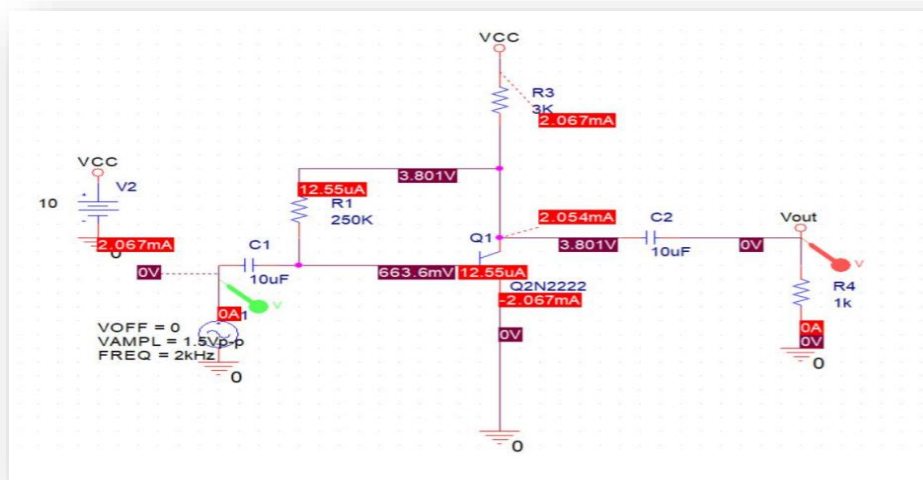 VCC
R3
3K
2.067mA
VCC
3.801V
V2
12.55uA
R1
250K
10
2.054mA
C2
Vout
Q1
3.801V
0V
2.067mA
0
C1
10uF
0V
10uF
663.6mV
12.55uA
V
Q2N2222
R4
-2.067mA
1k
V
0A
1
VOFF = 0
VAMPL = 1.5Vp-p
FREQ = 2kHz
0V
0A
0V
0
0
0